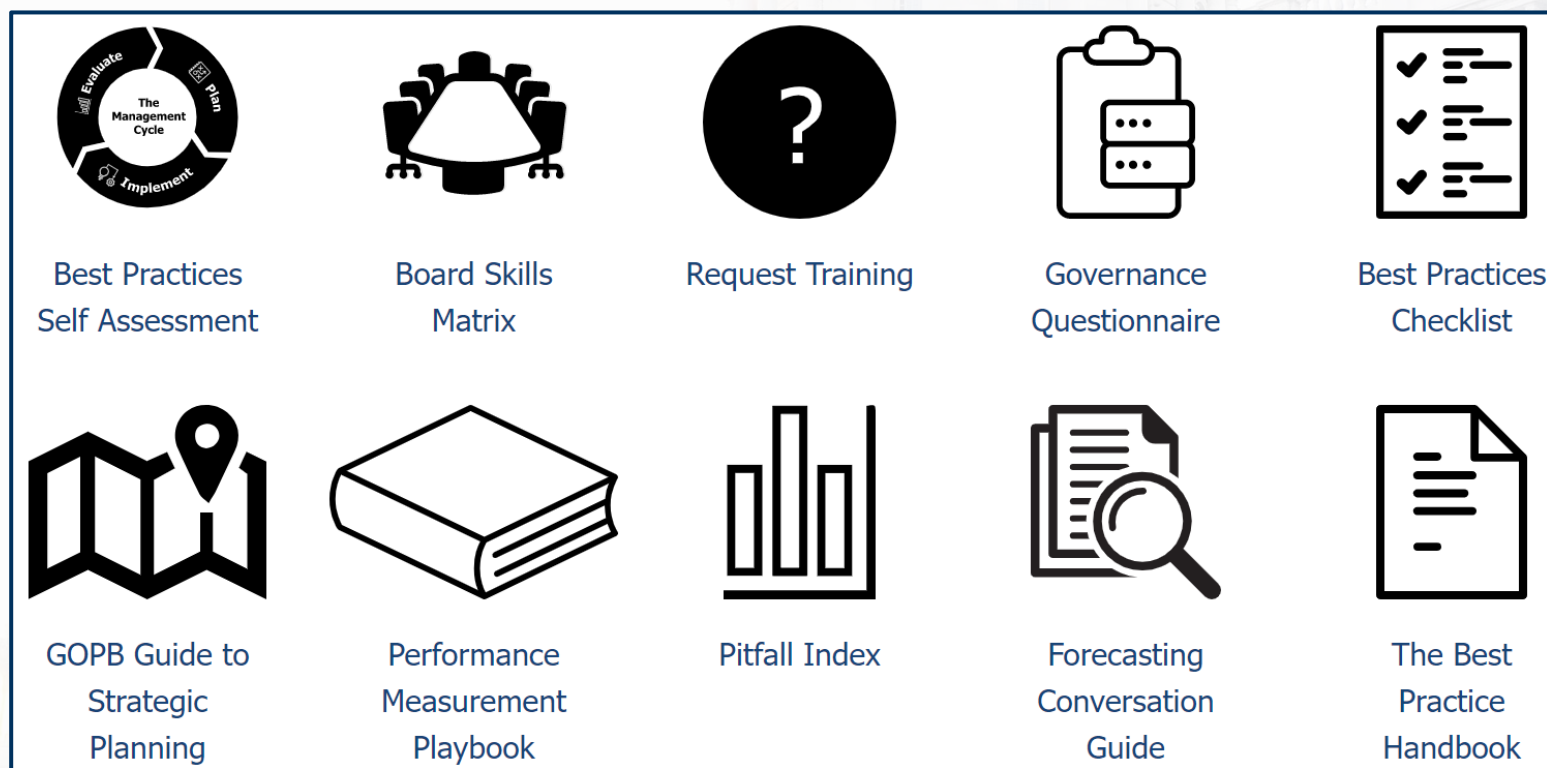 Evaluate
Plan
The
Management
Cycle
Implement
?
Best Practices
Self Assessment
Board Skills
Matrix
Request Training
Governance
Questionnaire
Best Practices
Checklist
GOPB Guide to
Strategic
Planning
Performance
Measurement
Playbook
Pitfall Index
Forecasting
Conversation
Guide
The Best
Practice
Handbook